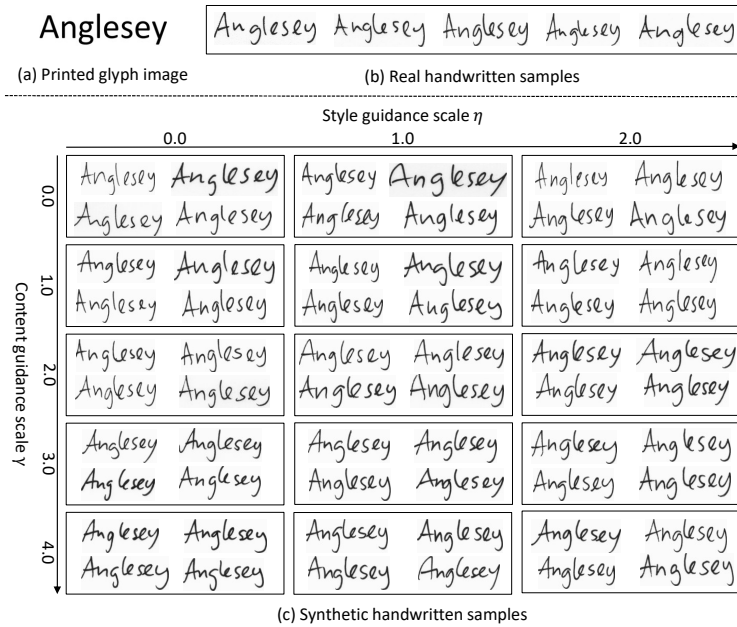 Anglesey
Anglesey Anglesey Anglesey Anglesey Anglesey
(a) Printed glyph image
(b) Real handwritten samples
Style guidance scale η
0.0 1.0 2.0
Content guidance scale γ
0.0
Anglesey Anglesey Anglesey Anglesey Anglesey Anglesey
Anglesey Anglesey Anglesey Anglesey Anglesey Anglesey
1.0
Anglesey Anglesey Anglesey Anglesey Anglesey Anglesey
Anglesey Anglesey Anglesey Anglesey Anglesey Anglesey
2.0
Anglesey Anglesey Anglesey Anglesey Anglesey Anglesey
Anglesey Anglesey Anglesey Anglesey Anglesey Anglesey
3.0
Anglesey Anglesey Anglesey Anglesey Anglesey Anglesey
Anglesey Anglesey Anglesey Anglesey Anglesey Anglesey
4.0
Anglesey Anglesey Anglesey Anglesey Anglesey Anglesey
Anglesey Anglesey Anglesey Anglesey Anglesey Anglesey
(c) Synthetic handwritten samples